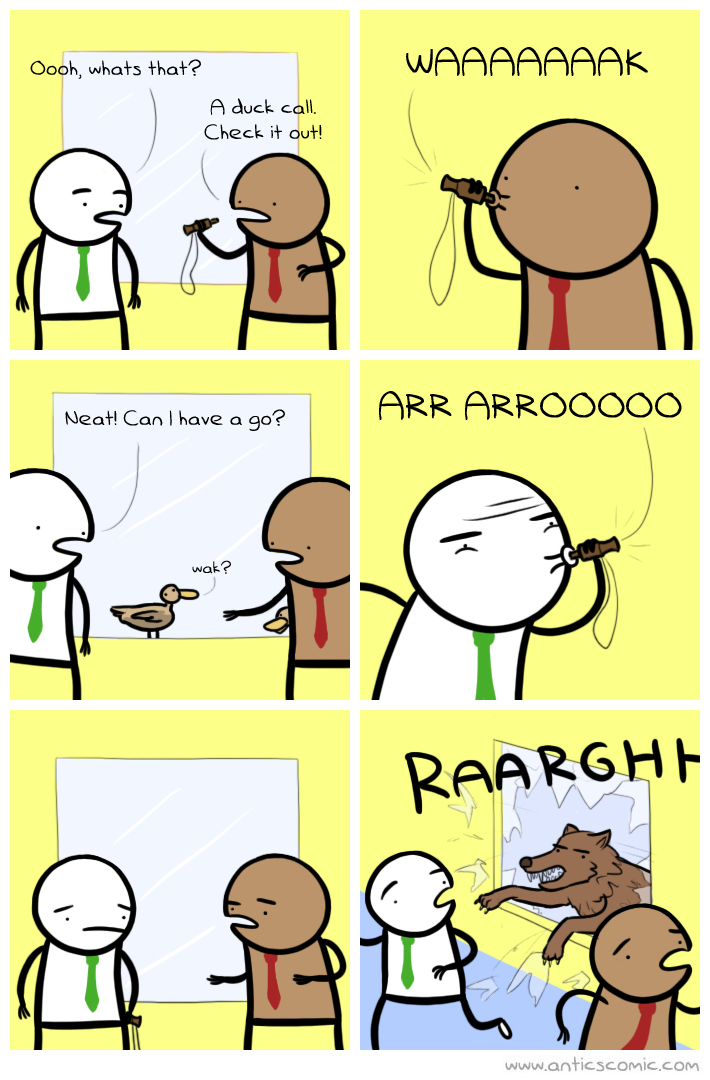 Oooh, whats that?
A duck call.
Check it out!
WAAAAAAAK
Neat! Can I have a go?
wak?
ARR ARROOOOO
RAARGHH
www.anticscomic.com